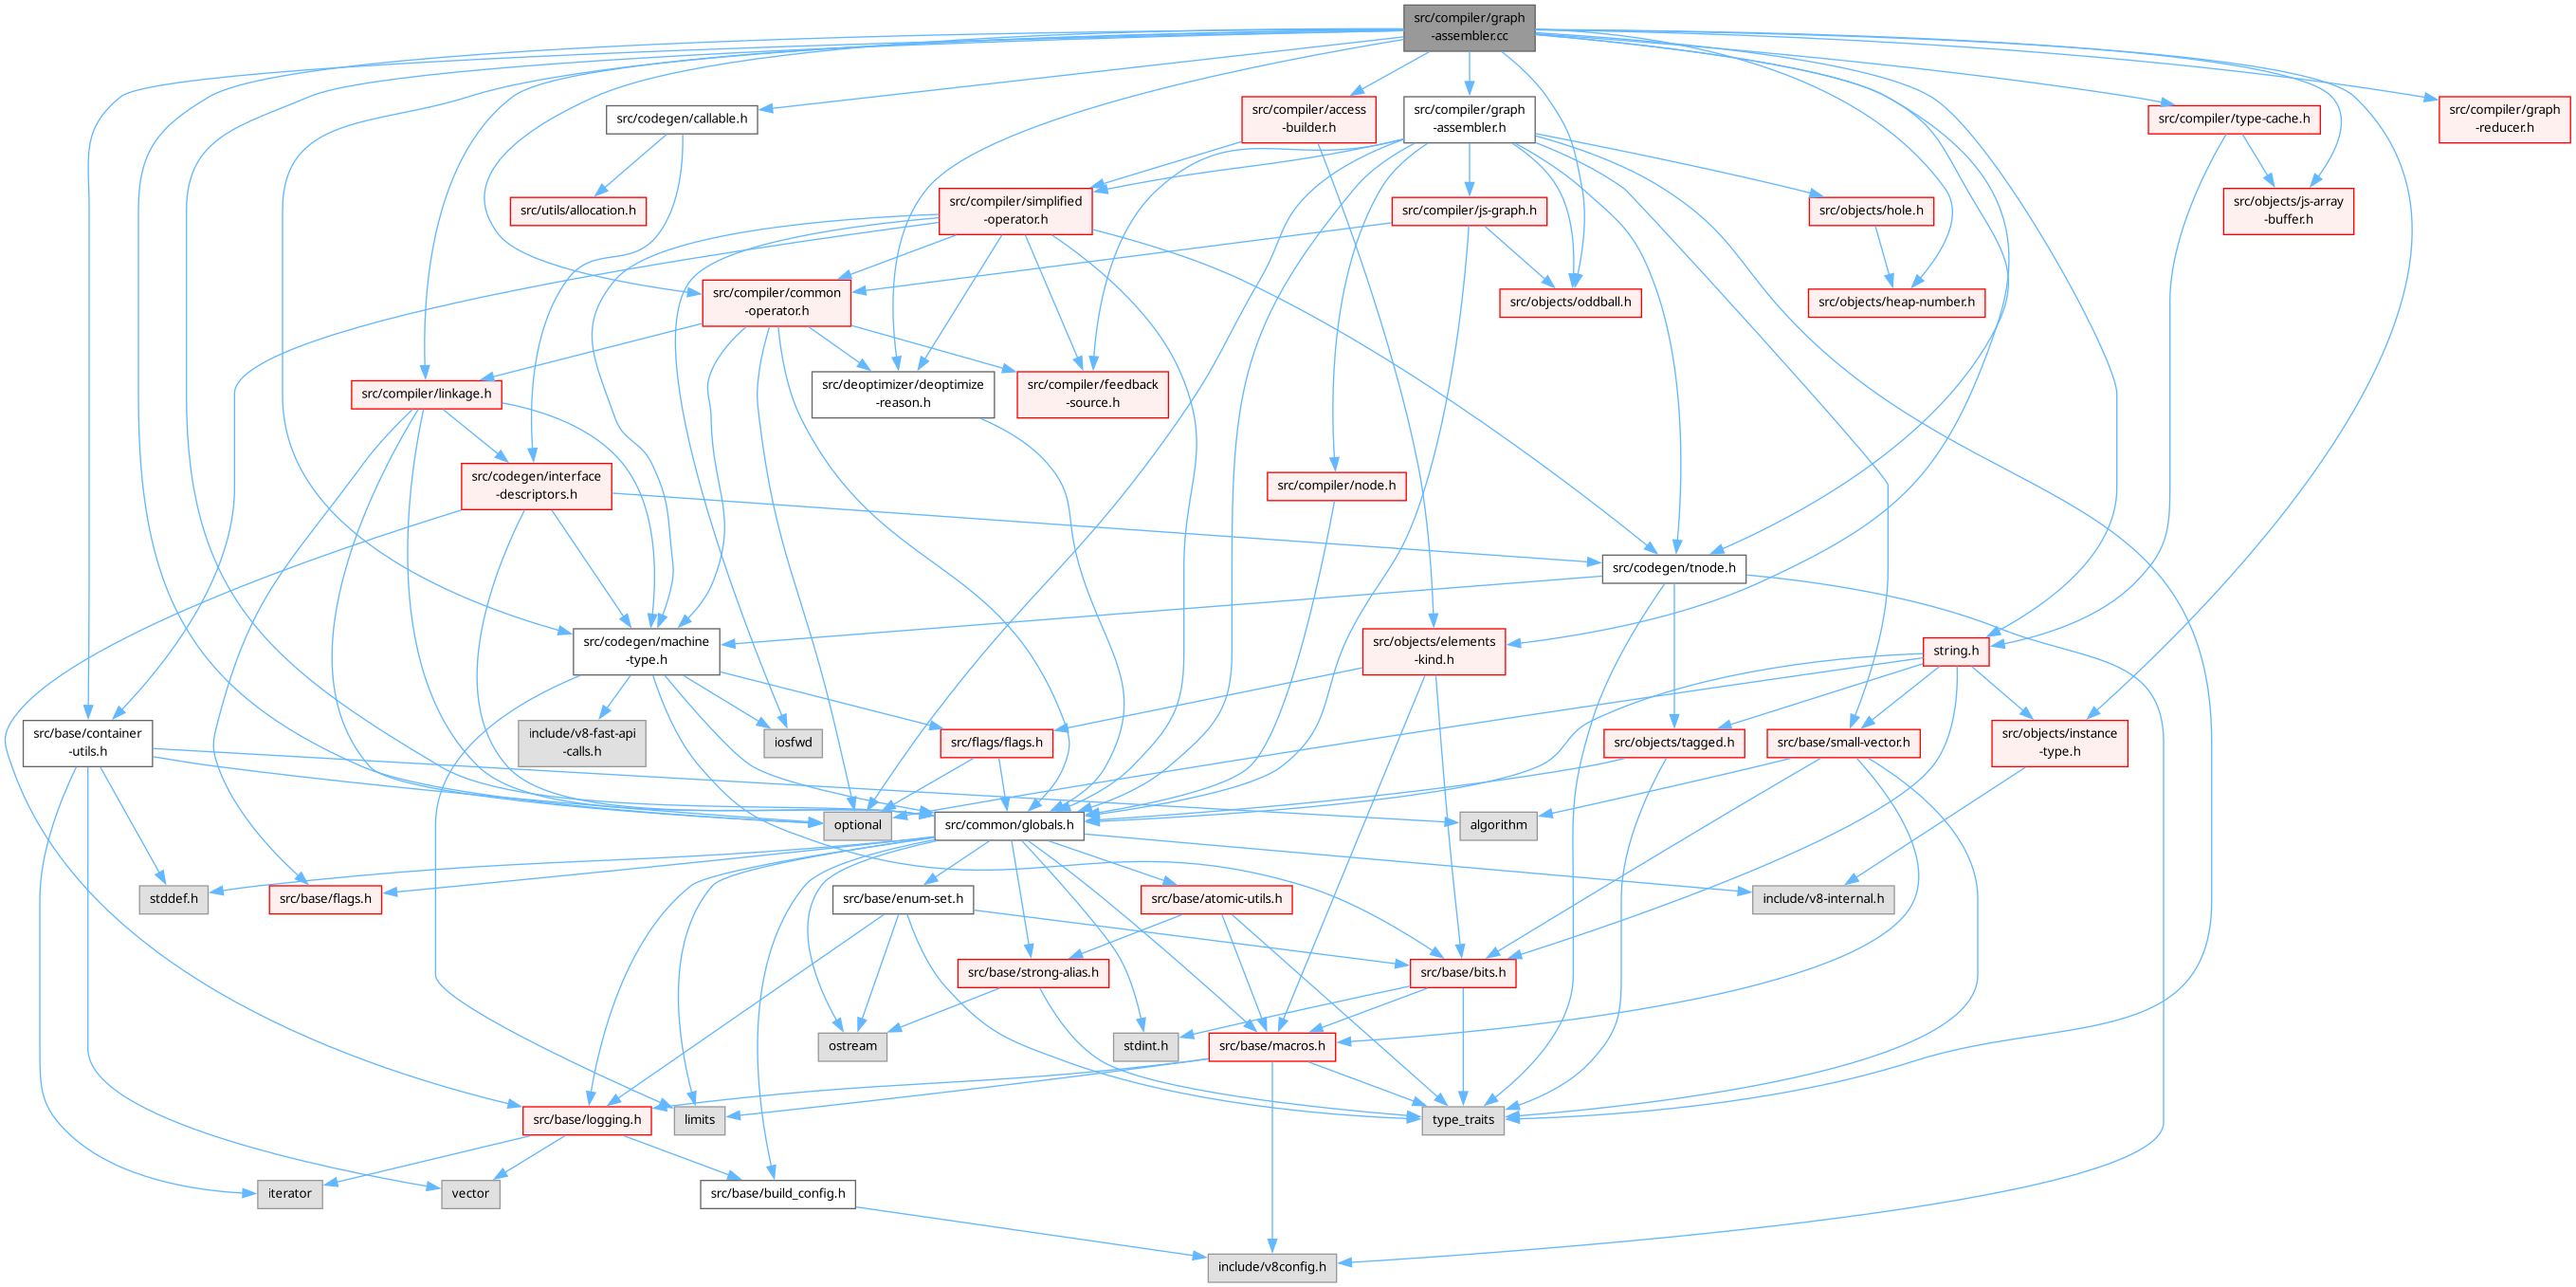 src/compiler/graph
-assembler.cc
src/codegen/callable.h
src/compiler/access
-builder.h
src/compiler/graph
-assembler.h
src/compiler/type-cache.h
src/compiler/graph
-reducer.h
src/utils/allocation.h
src/compiler/simplified
-operator.h
src/compiler/js-graph.h
src/objects/hole.h
src/objects/js-array
-buffer.h
src/compiler/common
-operator.h
src/objects/oddball.h
src/objects/heap-number.h
src/compiler/linkage.h
src/deoptimizer/deoptimize
-reason.h
src/compiler/feedback
-source.h
src/codegen/interface
-descriptors.h
src/compiler/node.h
src/codegen/tnode.h
src/codegen/machine
-type.h
src/objects/elements
-kind.h
string.h
src/base/container
-utils.h
include/v8-fast-api
-calls.h
iosfwd
src/flags/flags.h
src/objects/tagged.h
src/base/small-vector.h
src/objects/instance
-type.h
optional
src/common/globals.h
algorithm
stddef.h
src/base/flags.h
src/base/enum-set.h
src/base/atomic-utils.h
include/v8-internal.h
src/base/strong-alias.h
src/base/bits.h
ostream
stdint.h
src/base/macros.h
src/base/logging.h
limits
type_traits
iterator
vector
src/base/build_config.h
include/v8config.h